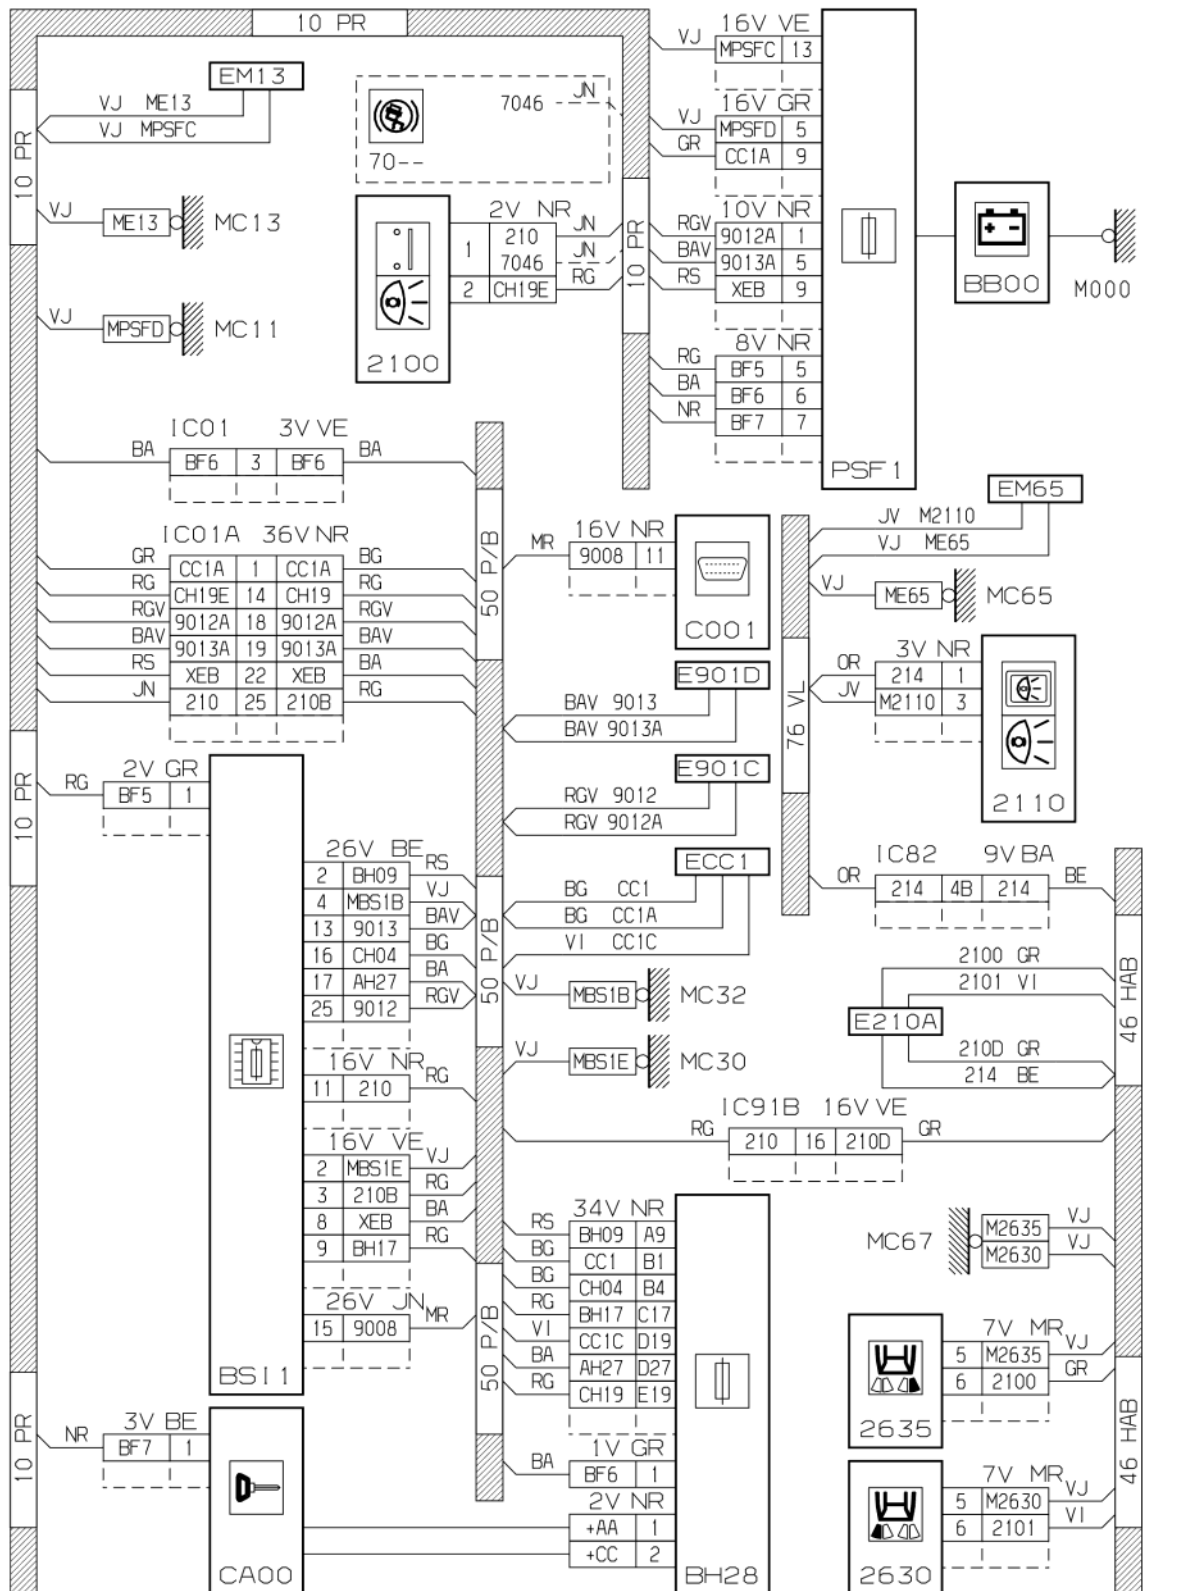 10 PR
EM13
VJ ME13
VJ MPSFC
10 PR
VJ ME13 MC13
VJ MPSFD MC11
7046 JN
70--
2V NR
1 210 JN
7046 JN
2 CH19E RG
2100
10 PR
16V VE
VJ MPSFC 13
16V GR
VJ MPSFD 5
GR CC1A 9
10V NR
RGV 9012A 1
BAV 9013A 5
RS XEB 9
8V NR
RG BF5 5
BA BF6 6
NR BF7 7
PSF1
BB00
M000
IC01 3V VE
BA BF6 3 BF6 BA
IC01A 36V NR
GR CC1A 1 CC1A BG
RG CH19E 14 CH19 RG
RGV 9012A 18 9012A RGV
BAV 9013A 19 9013A BAV
RS XEB 22 XEB BA
JN 210 25 210B RG
50 P/B
16V NR
MR 9008 11
C001
E901D
BAV 9013
BAV 9013A
E901C
RGV 9012
RGV 9012A
ECC1
BG CC1
BG CC1A
VI CC1C
VJ MBS1B MC32
VJ MBS1E MC30
EM65
JV M2110
VJ ME65
VJ ME65 MC65
76 VL
3V NR
OR 214 1
JV M2110 3
2110
IC82 9V BA
OR 214 4B 214 BE
2100 GR
2101 VI
E210A
210D GR
214 BE
46 HAB
IC91B 16V VE
RG 210 16 210D GR
10 PR
2V GR
RG BF5 1
26V BE
2 BH09 RS
4 MBS1B VJ
13 9013 BAV
16 CH04 BG
17 AH27 BA
25 9012 RGV
16V NR
11 210 RG
16V VE
2 MBS1E VJ
3 210B RG
8 XEB BA
9 BH17 RG
26V JN
15 9008 MR
BSI1
50 P/B
50 P/B
34V NR
RS BH09 A9
BG CC1 B1
BG CH04 B4
RG BH17 C17
VI CC1C D19
BA AH27 D27
RG CH19 E19
1V GR
BA BF6 1
2V NR
+AA 1
+CC 2
BH28
10 PR
3V BE
NR BF7 1
CA00
MC67
M2635 VJ
M2630 VJ
7V MR
5 M2635 VJ
6 2100 GR
2635
46 HAB
7V MR
5 M2630 VJ
6 2101 VI
2630